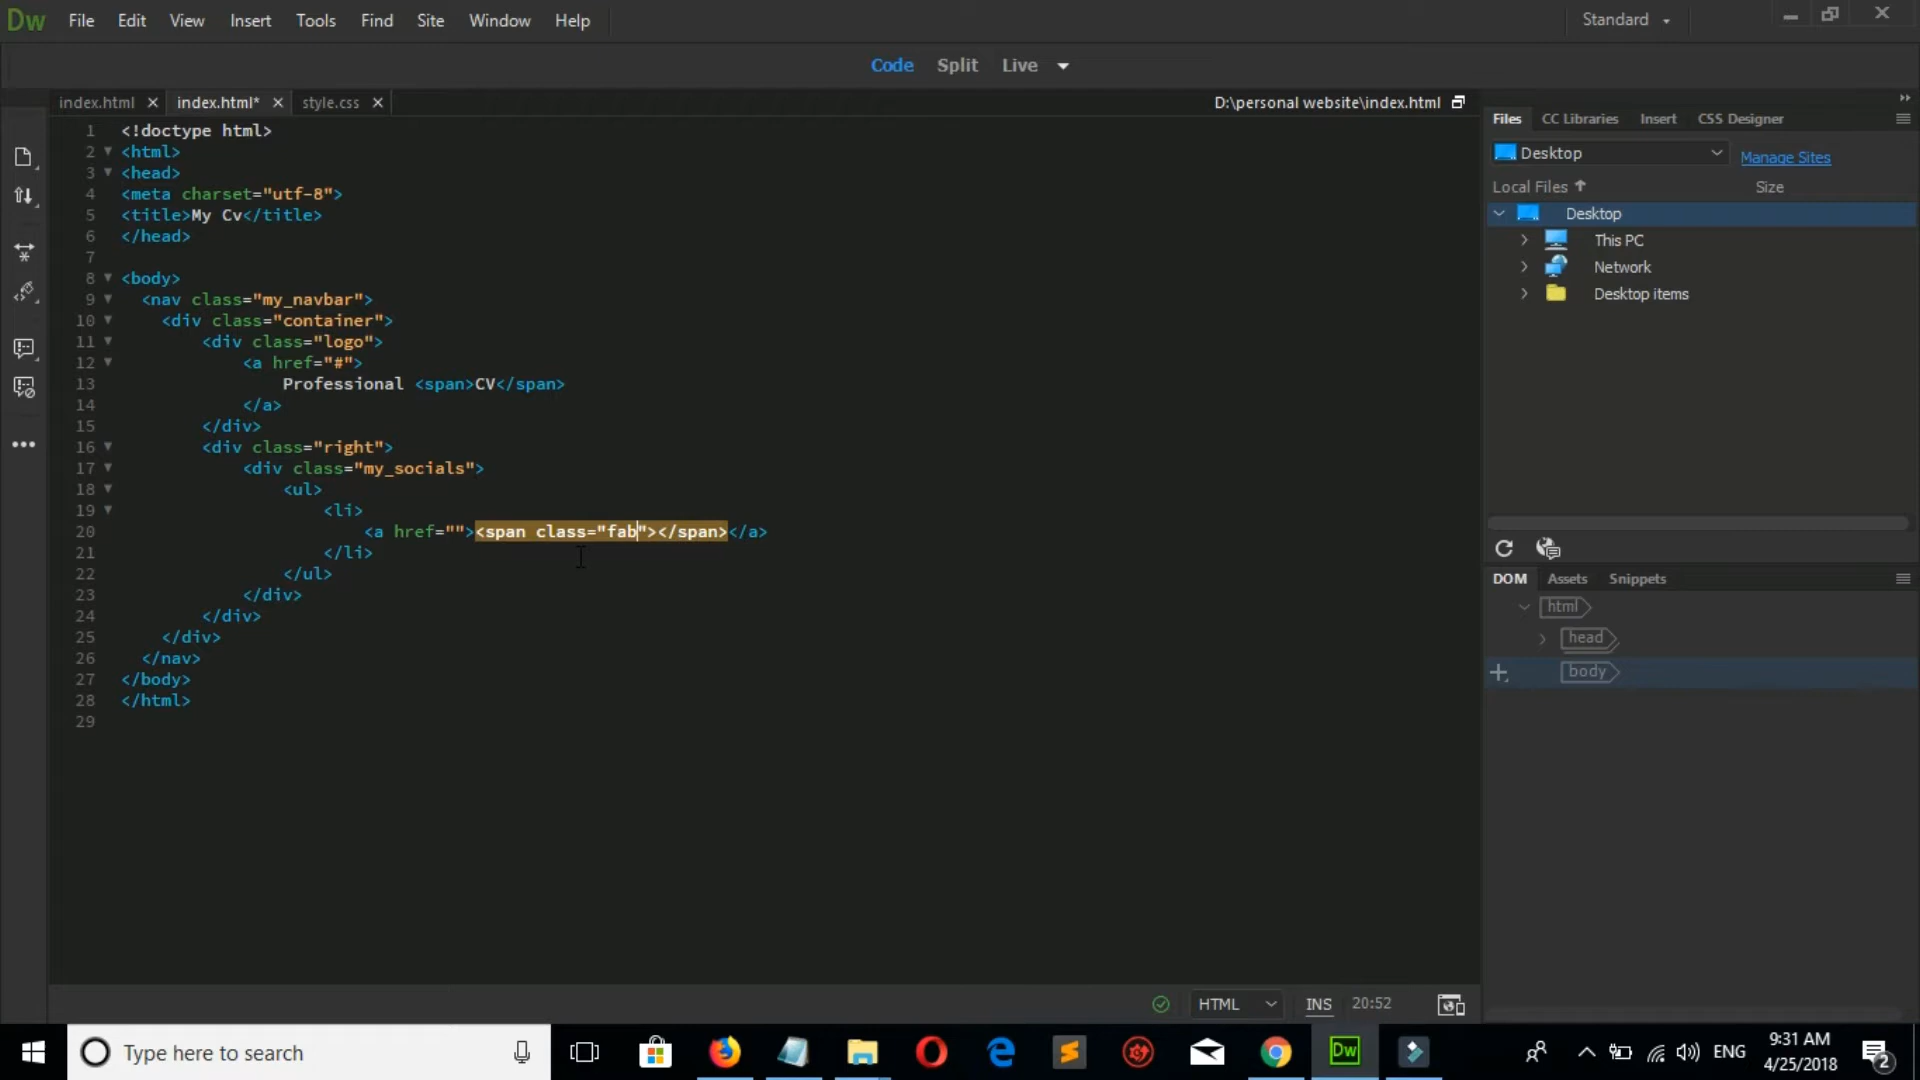 Dw File Edit View Insert Tools Find Site Window Help Standard
Code Split Live
index.html index.html* style.css D:\personal website\index.html
1 <!doctype html>
2 <html>
3 <head>
4 <meta charset="utf-8">
5 <title>My Cv</title>
6 </head>
7
8 <body>
9 <nav class="my_navbar">
10 <div class="container">
11 <div class="logo">
12 <a href="#">
13 Professional <span>CV</span>
14 </a>
15 </div>
16 <div class="right">
17 <div class="my_socials">
18 <ul>
19 <li>
20 <a href=""><span class="fab"></span></a>
21 </li>
22 </ul>
23 </div>
24 </div>
25 </div>
26 </nav>
27 </body>
28 </html>
29
Files CC Libraries Insert CSS Designer
Desktop Manage Sites
Local Files Size
Desktop
This PC
Network
Desktop items
DOM Assets Snippets
html
head
body
HTML INS 20:52
Type here to search
Dw
ENG
9:31 AM
4/25/2018
2